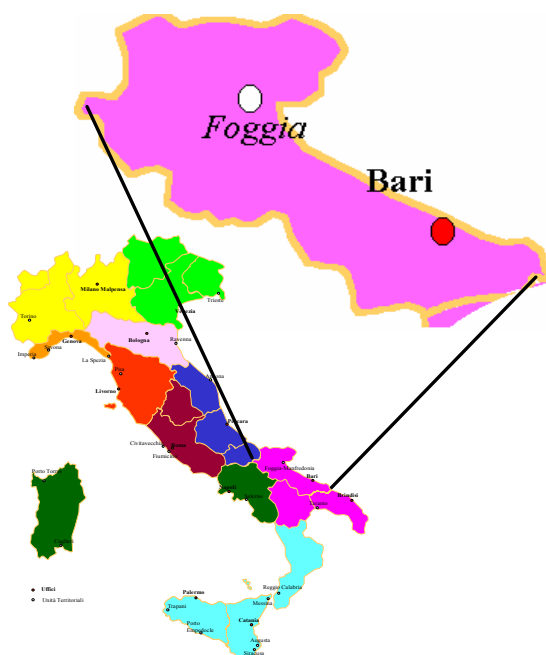 Foggia
Bari
Milano Malpensa
Torino
Trieste
Venezia
Genova
Savona
Imperia
La Spezia
Bologna
Ravenna
Pisa
Livorno
Ancona
Pescara
Civitavecchia
Roma
Fiumicino
Foggia-Manfredonia
Bari
Brindisi
Taranto
Napoli
Salerno
Porto Torres
Cagliari
Reggio Calabria
Messina
Palermo
Trapani
Porto
Empedocle
Catania
Augusta
Siracusa
Uffici
Unità Territoriali